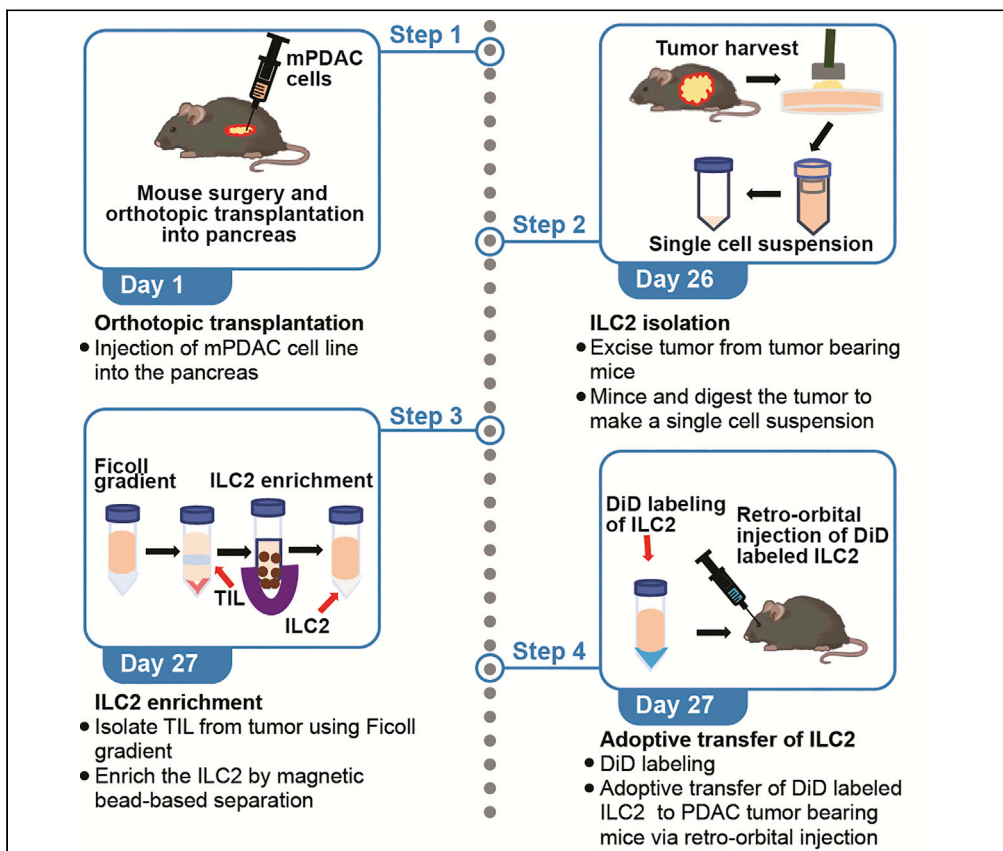 Step 1
mPDAC
cells
Mouse surgery and
orthotopic transplantation
into pancreas
Day 1
Orthotopic transplantation
• Injection of mPDAC cell line
into the pancreas
Step 2
Tumor harvest
Single cell suspension
Day 26
ILC2 isolation
• Excise tumor from tumor bearing
mice
• Mince and digest the tumor to
make a single cell suspension
Step 3
Ficoll
gradient
ILC2 enrichment
TIL
ILC2
Day 27
ILC2 enrichment
• Isolate TIL from tumor using Ficoll
gradient
• Enrich the ILC2 by magnetic
bead-based separation
Step 4
DiD labeling
of ILC2
Retro-orbital
injection of DiD
labeled ILC2
Day 27
Adoptive transfer of ILC2
• DiD labeling
• Adoptive transfer of DiD labeled
ILC2 to PDAC tumor bearing
mice via retro-orbital injection